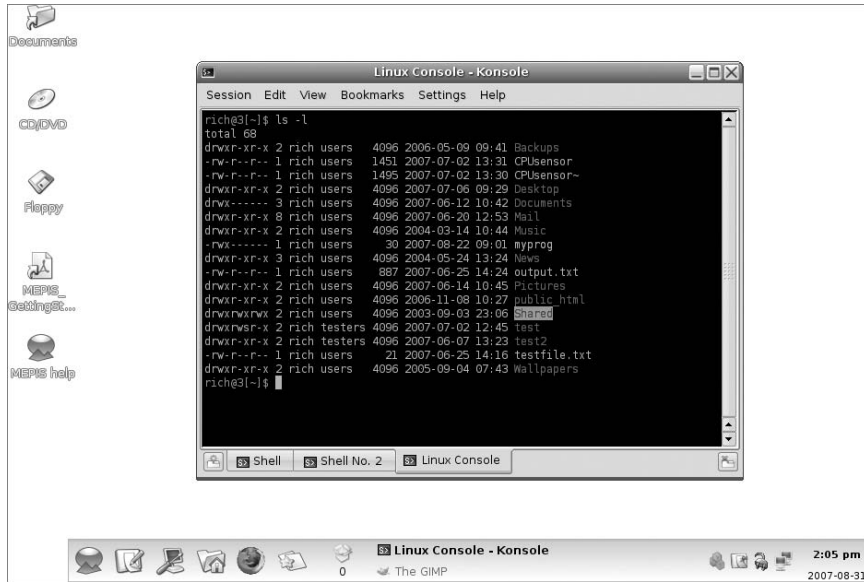 Documents
CD/DVD
Floppy
MEPIS_
GettingSt...
MEPIS help
Linux Console - Konsole
Session Edit View Bookmarks Settings Help
rich@3[~]$ ls -l
total 68
drwxr-xr-x 2 rich users 4096 2006-05-09 09:41 Backups
-rw-r--r-- 1 rich users 1451 2007-07-02 13:31 CPUsensor
-rw-r--r-- 1 rich users 1495 2007-07-02 13:30 CPUsensor~
drwxr-xr-x 2 rich users 4096 2007-07-06 09:29 Desktop
drwx------ 3 rich users 4096 2007-06-12 10:42 Documents
drwxr-xr-x 8 rich users 4096 2007-06-20 12:53 Mail
drwxr-xr-x 2 rich users 4096 2004-03-14 10:44 Music
-rwx------ 1 rich users 30 2007-08-22 09:01 myprog
drwxr-xr-x 3 rich users 4096 2004-05-24 13:24 News
-rw-r--r-- 1 rich users 887 2007-06-25 14:24 output.txt
drwxr-xr-x 2 rich users 4096 2007-06-14 10:45 Pictures
drwxr-xr-x 2 rich users 4096 2006-11-08 10:27 public_html
drwxrwxrwx 2 rich users 4096 2003-09-03 23:06 Shared
drwxrwsr-x 2 rich testers 4096 2007-07-02 12:45 test
drwxr-xr-x 2 rich testers 4096 2007-06-07 13:23 test2
-rw-r--r-- 1 rich users 21 2007-06-25 14:16 testfile.txt
drwxr-xr-x 2 rich users 4096 2005-09-04 07:43 Wallpapers
rich@3[~]$
Shell Shell No. 2 Linux Console
0
Linux Console - Konsole
The GIMP
2:05 pm
2007-08-31